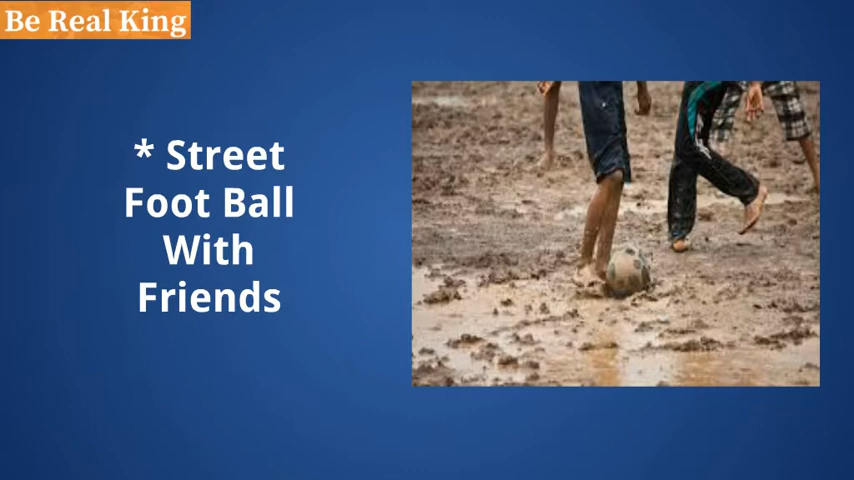 Be Real King
* Street
Foot Ball
With
Friends